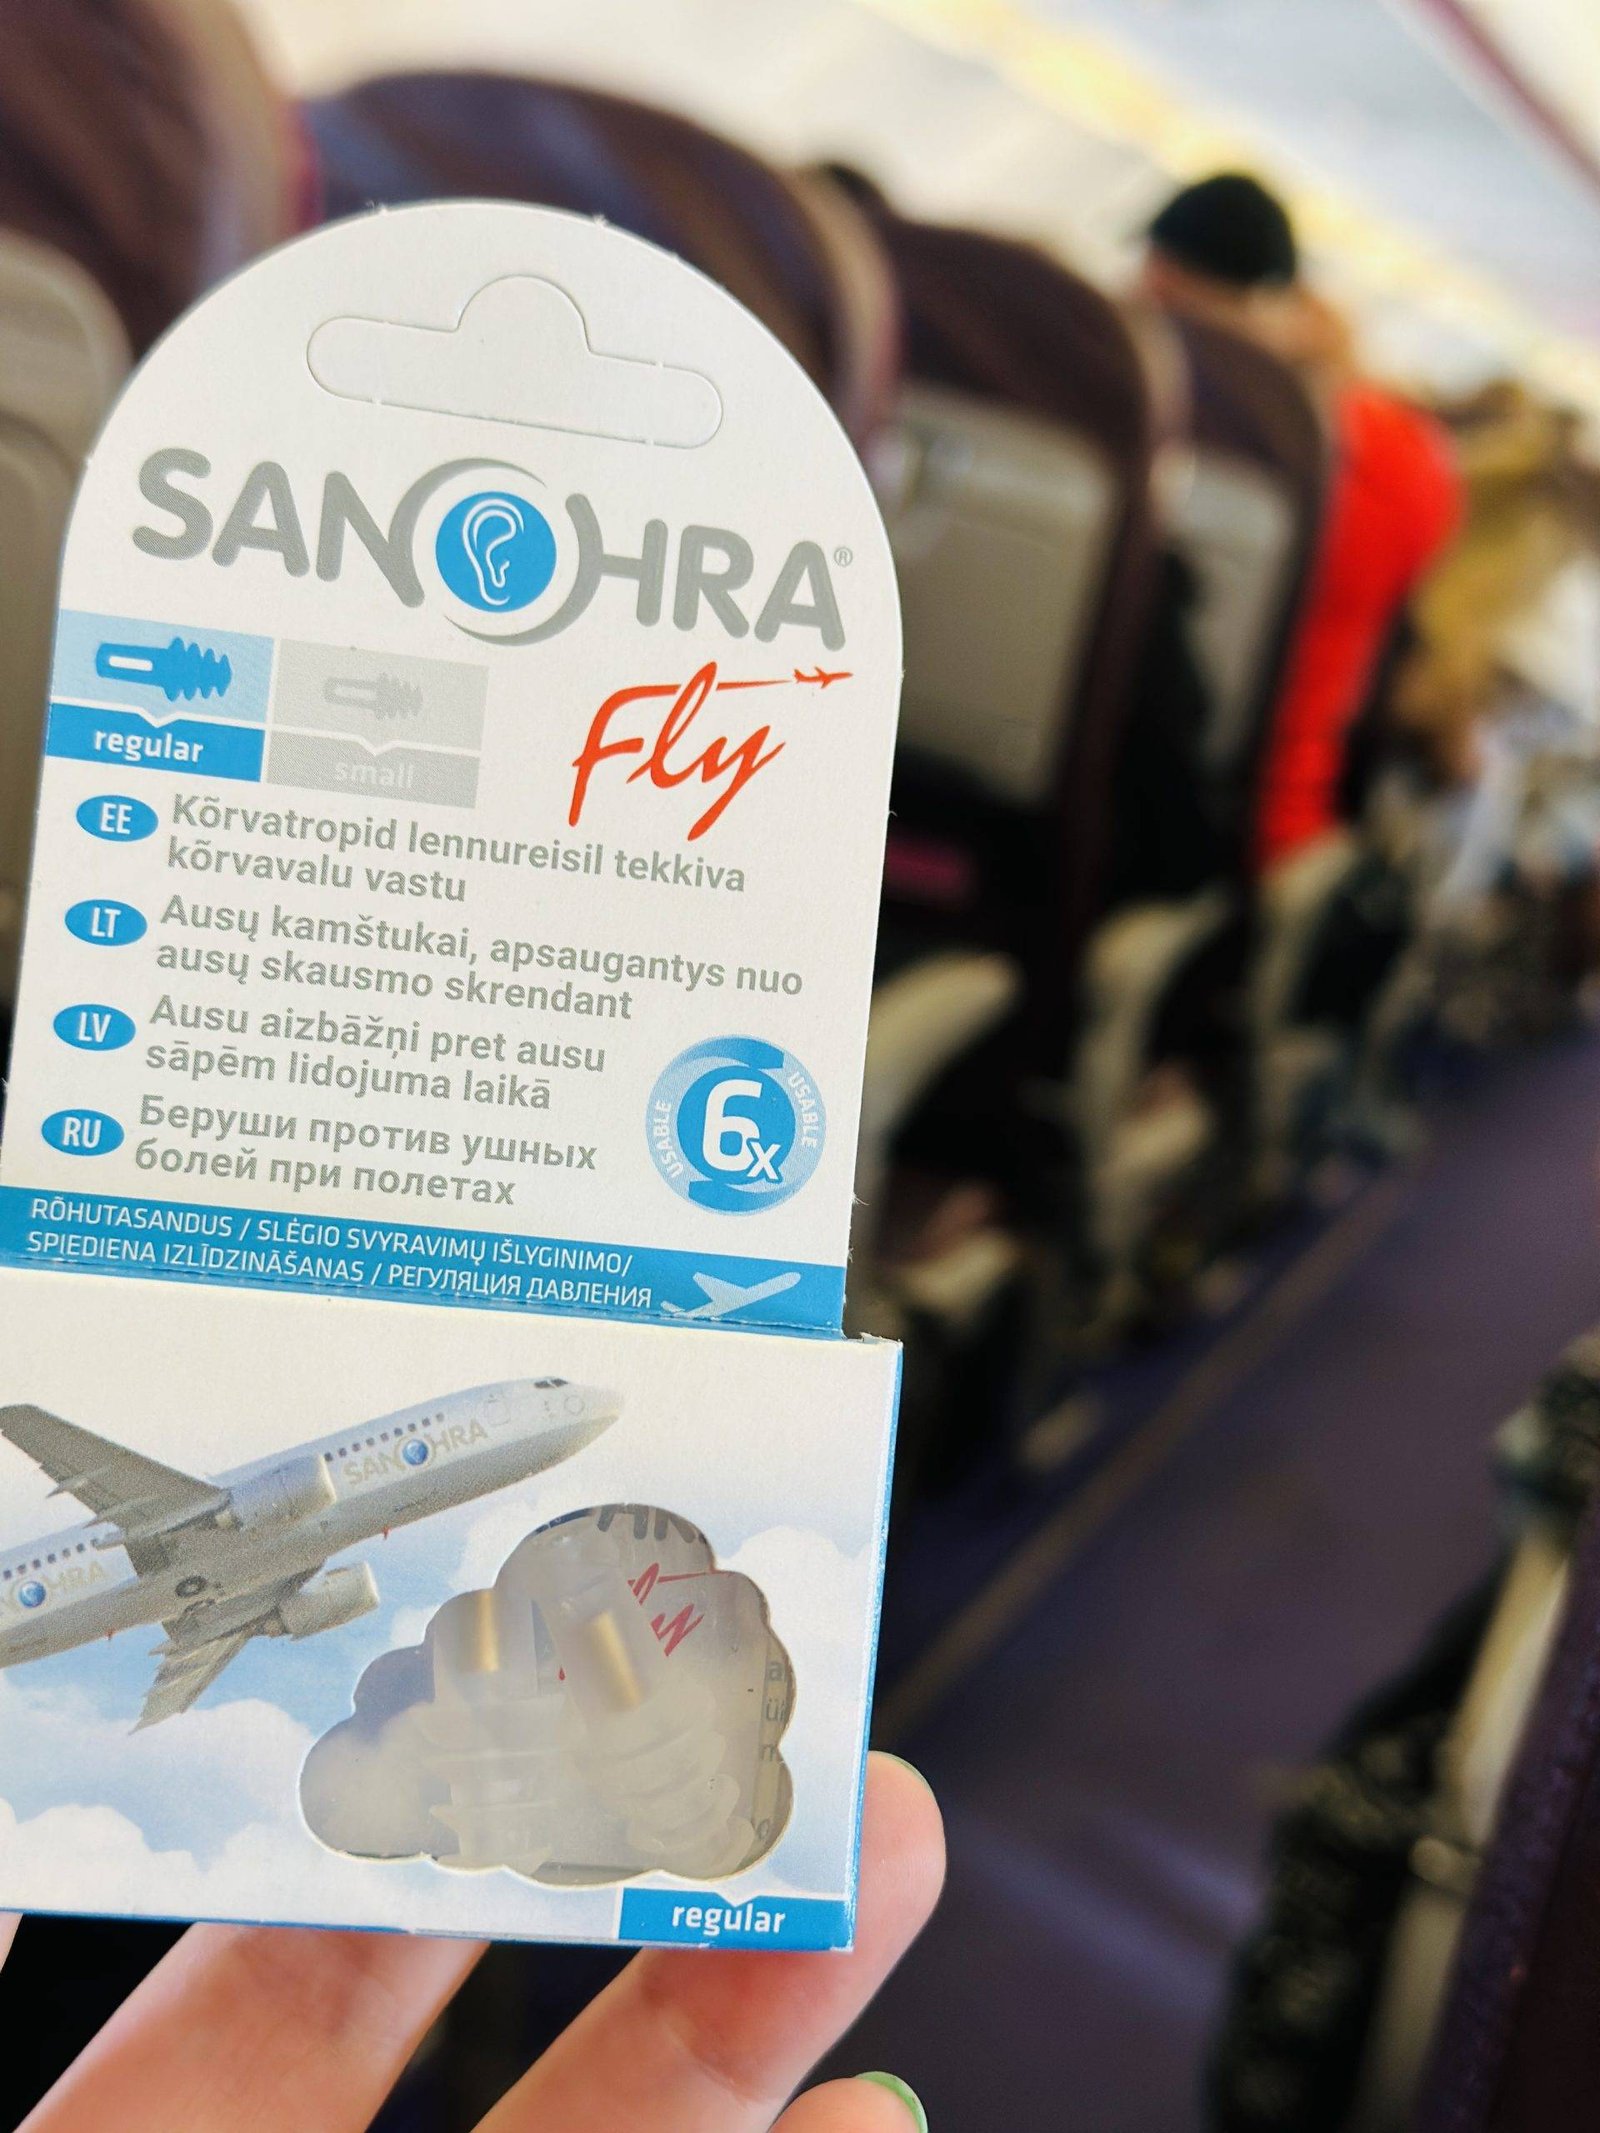 SANOHRA®
Fly
regular
small
EE Kõrvatropid lennureisil tekkiva
kõrvavalu vastu
LT Ausų kamštukai, apsaugantys nuo
ausų skausmo skrendant
LV Ausu aizbāžņi pret ausu
sāpēm lidojuma laikā
RU Беруши против ушных
болей при полетах
USABLE 6x USABLE
RÕHUTASANDUS / SLĖGIO SVYRAVIMŲ IŠLYGINIMO/
SPIEDIENA IZLĪDZINĀŠANAS / РЕГУЛЯЦИЯ ДАВЛЕНИЯ
SANOHRA
regular